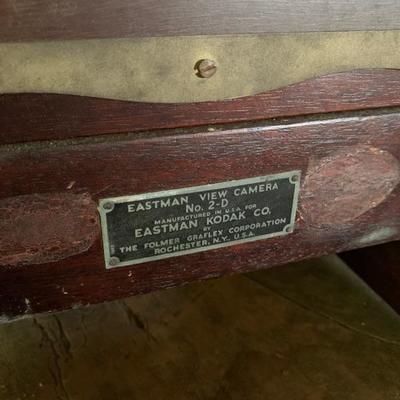 EASTMAN VIEW CAMERA
No. 2-D
MANUFACTURED IN U.S.A. FOR
EASTMAN KODAK CO.
BY
THE FOLMER GRAFLEX CORPORATION
ROCHESTER, N.Y., U.S.A.